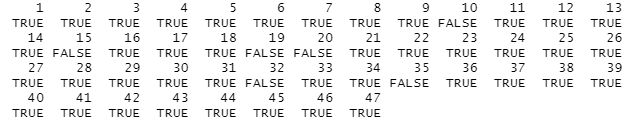 1 2 3 4 5 6 7 8 9 10 11 12 13
TRUE TRUE TRUE TRUE TRUE TRUE TRUE TRUE TRUE FALSE TRUE TRUE TRUE
14 15 16 17 18 19 20 21 22 23 24 25 26
TRUE FALSE TRUE TRUE TRUE FALSE FALSE TRUE TRUE TRUE TRUE TRUE TRUE
27 28 29 30 31 32 33 34 35 36 37 38 39
TRUE TRUE TRUE TRUE TRUE FALSE TRUE TRUE FALSE TRUE TRUE TRUE TRUE
40 41 42 43 44 45 46 47
TRUE TRUE TRUE TRUE TRUE TRUE TRUE TRUE